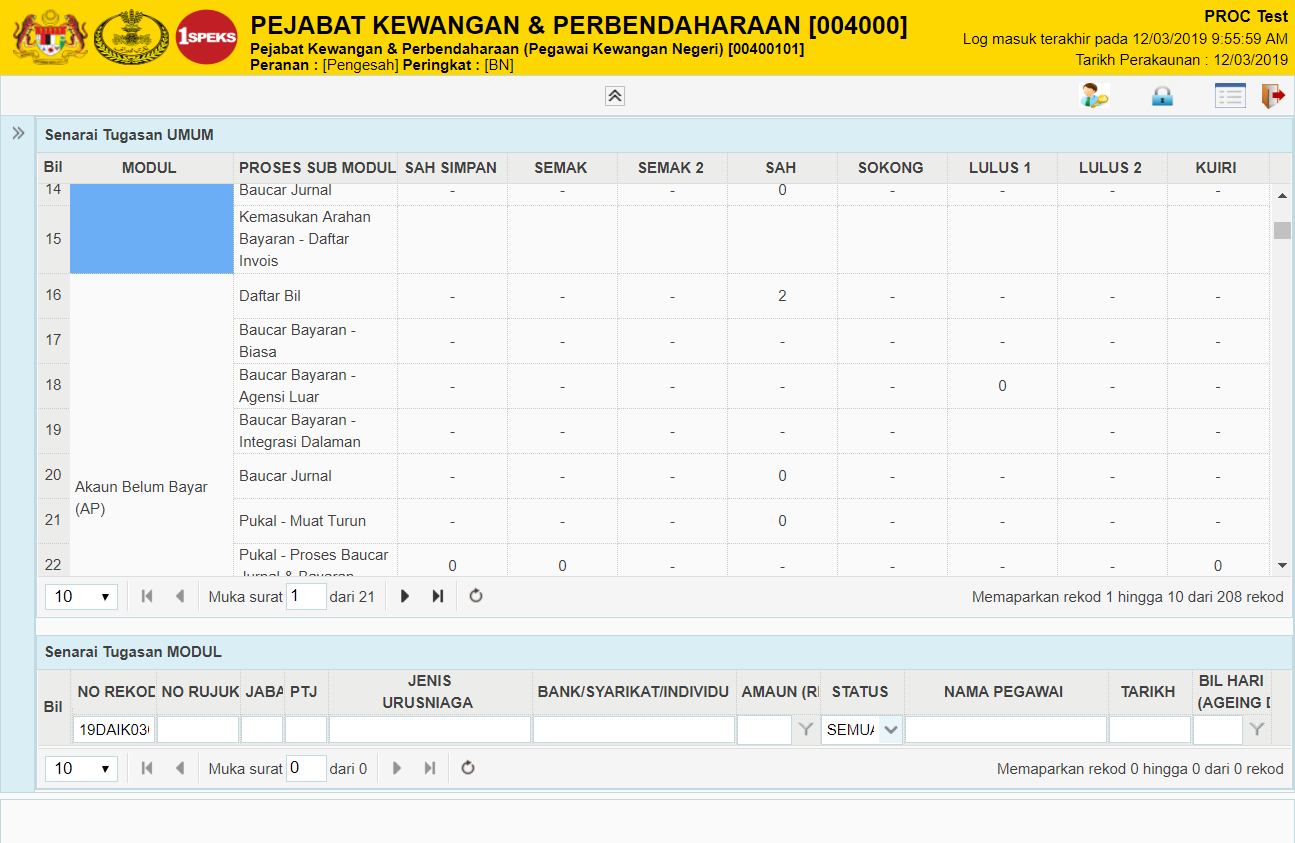 1SPEKS
PEJABAT KEWANGAN & PERBENDAHARAAN [004000]
Pejabat Kewangan & Perbendaharaan (Pegawai Kewangan Negeri) [00400101]
Peranan : [Pengesah] Peringkat : [BN]
PROC Test
Log masuk terakhir pada 12/03/2019 9:55:59 AM
Tarikh Perakaunan : 12/03/2019
Senarai Tugasan UMUM
Bil MODUL PROSES SUB MODUL SAH SIMPAN SEMAK SEMAK 2 SAH SOKONG LULUS 1 LULUS 2 KUIRI
14 Baucar Jurnal - - - 0 - - - -
15 Kemasukan Arahan
Bayaran - Daftar
Invois
16 Daftar Bil - - - 2 - - - -
17 Baucar Bayaran -
Biasa - - - - - - - -
18 Baucar Bayaran -
Agensi Luar - - - - - 0 - -
19 Baucar Bayaran -
Integrasi Dalaman - - - - - - -
20 Baucar Jurnal - - - 0 - - - -
Akaun Belum Bayar
(AP)
21 Pukal - Muat Turun - - - 0 - - - -
22 Pukal - Proses Baucar
Jurnal & Bayaran 0 0 - - - - - 0
10 Muka surat 1 dari 21 Memaparkan rekod 1 hingga 10 dari 208 rekod
Senarai Tugasan MODUL
Bil NO REKOD NO RUJUK JABA PTJ JENIS
URUSNIAGA BANK/SYARIKAT/INDIVIDU AMAUN (RI STATUS NAMA PEGAWAI TARIKH BIL HARI
(AGEING D
19DAIK030 SEMUA
10 Muka surat 0 dari 0 Memaparkan rekod 0 hingga 0 dari 0 rekod